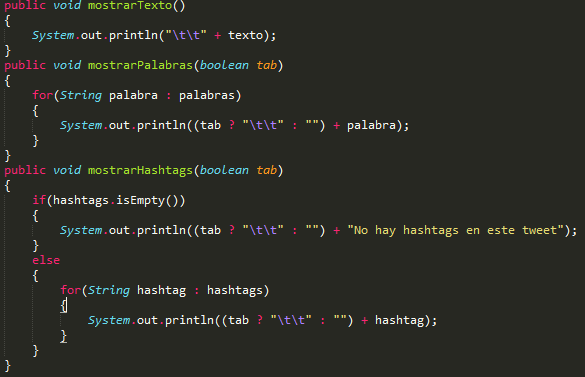 public void mostrarTexto()
{
    System.out.println("\t\t" + texto);
}
public void mostrarPalabras(boolean tab)
{
    for(String palabra : palabras)
    {
        System.out.println((tab ? "\t\t" : "") + palabra);
    }
}
public void mostrarHashtags(boolean tab)
{
    if(hashtags.isEmpty())
    {
        System.out.println((tab ? "\t\t" : "") + "No hay hashtags en este tweet");
    }
    else
    {
        for(String hashtag : hashtags)
        {
            System.out.println((tab ? "\t\t" : "") + hashtag);
        }
    }
}